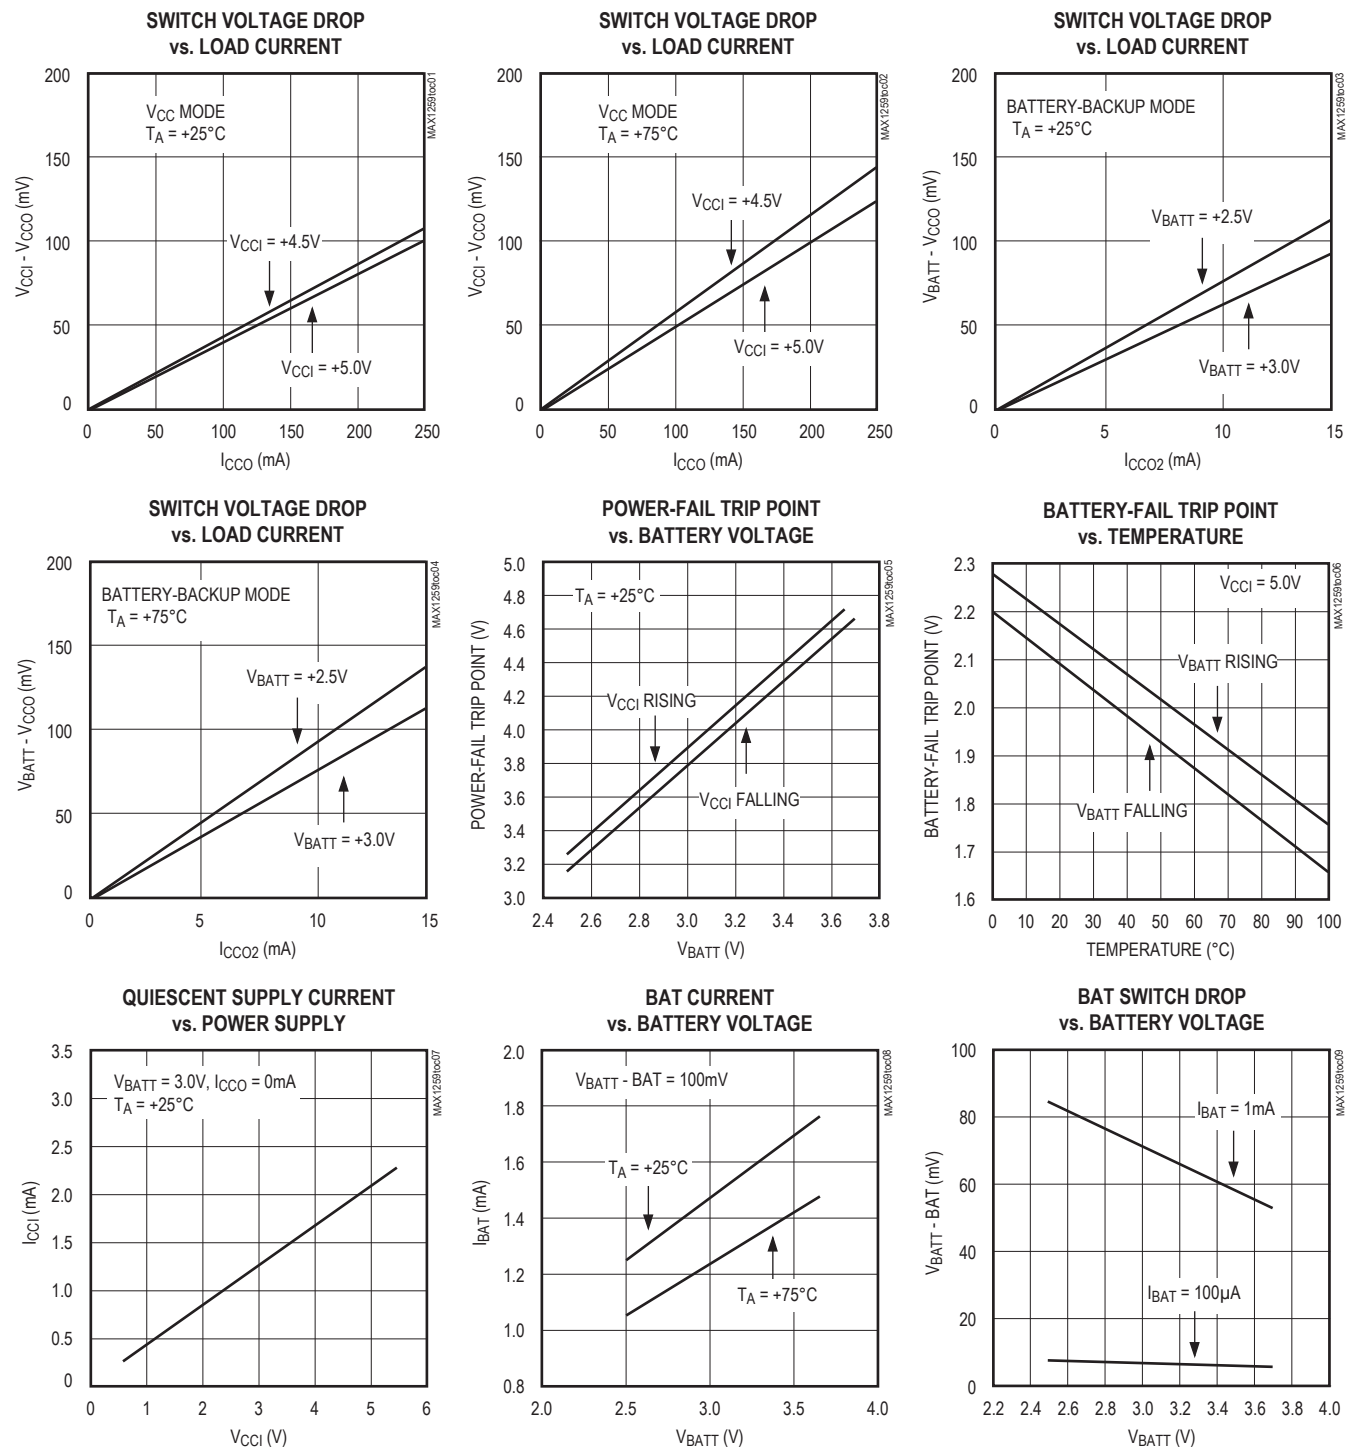 SWITCH VOLTAGE DROP
vs. LOAD CURRENT
MAX1259toc01
200
150
100
50
0
VCCI - VCCO (mV)
VCC MODE
TA = +25°C
VCCI = +4.5V
VCCI = +5.0V
0 50 100 150 200 250
ICCO (mA)
SWITCH VOLTAGE DROP
vs. LOAD CURRENT
MAX1259toc02
200
150
100
50
0
VCCI - VCCO (mV)
VCC MODE
TA = +75°C
VCCI = +4.5V
VCCI = +5.0V
0 50 100 150 200 250
ICCO (mA)
SWITCH VOLTAGE DROP
vs. LOAD CURRENT
MAX1259toc03
200
150
100
50
0
VBATT - VCCO (mV)
BATTERY-BACKUP MODE
TA = +25°C
VBATT = +2.5V
VBATT = +3.0V
0 5 10 15
ICCO2 (mA)
SWITCH VOLTAGE DROP
vs. LOAD CURRENT
MAX1259toc04
200
150
100
50
0
VBATT - VCCO (mV)
BATTERY-BACKUP MODE
TA = +75°C
VBATT = +2.5V
VBATT = +3.0V
0 5 10 15
ICCO2 (mA)
POWER-FAIL TRIP POINT
vs. BATTERY VOLTAGE
MAX1259toc05
5.0
4.8
4.6
4.4
4.2
4.0
3.8
3.6
3.4
3.2
3.0
POWER-FAIL TRIP POINT (V)
TA = +25°C
VCCI RISING
VCCI FALLING
2.4 2.6 2.8 3.0 3.2 3.4 3.6 3.8
VBATT (V)
BATTERY-FAIL TRIP POINT
vs. TEMPERATURE
MAX1259toc06
2.3
2.2
2.1
2.0
1.9
1.8
1.7
1.6
BATTERY-FAIL TRIP POINT (V)
VCCI = 5.0V
VBATT RISING
VBATT FALLING
0 10 20 30 40 50 60 70 80 90 100
TEMPERATURE (°C)
QUIESCENT SUPPLY CURRENT
vs. POWER SUPPLY
MAX1259toc07
3.5
3.0
2.5
2.0
1.5
1.0
0.5
0
ICCI (mA)
VBATT = 3.0V, ICCO = 0mA
TA = +25°C
0 1 2 3 4 5 6
VCCI (V)
BAT CURRENT
vs. BATTERY VOLTAGE
MAX1259toc08
2.0
1.8
1.6
1.4
1.2
1.0
0.8
IBAT (mA)
VBATT - BAT = 100mV
TA = +25°C
TA = +75°C
2.0 2.5 3.0 3.5 4.0
VBATT (V)
BAT SWITCH DROP
vs. BATTERY VOLTAGE
MAX1259toc09
100
80
60
40
20
0
VBATT - BAT (mV)
IBAT = 1mA
IBAT = 100µA
2.2 2.4 2.6 2.8 3.0 3.2 3.4 3.6 3.8 4.0
VBATT (V)